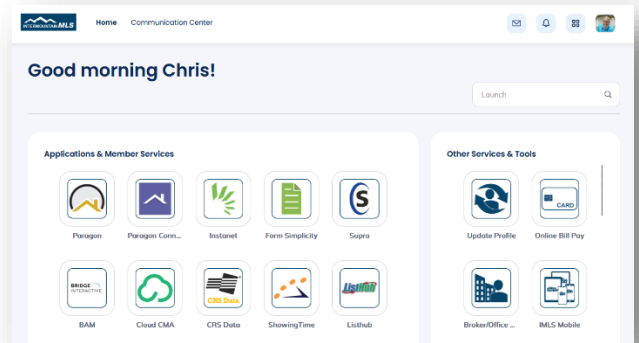 INTERMOUNTAIN MLS
Home
Communication Center
Good morning Chris!
Launch
Applications & Member Services
Paragon
Paragon Conn...
Instanet
Form Simplicity
S
Supra
BRIDGE
INTERACTIVE
BAM
Cloud CMA
CRS Data
CRS Data
ShowingTime
ListHub
Listhub
Other Services & Tools
Update Profile
CARD
Online Bill Pay
Broker/Office ...
IMLS Mobile